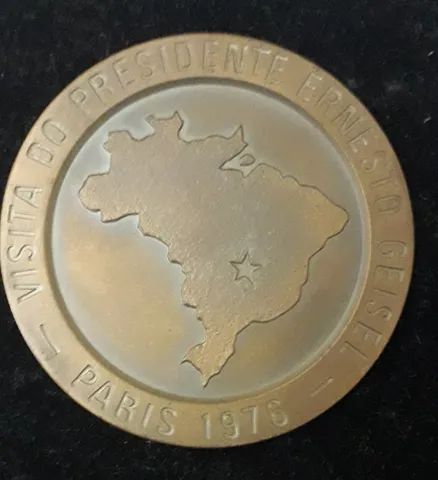 — VISITA DO PRESIDENTE ERNESTO GEISEL —
PARIS 1976